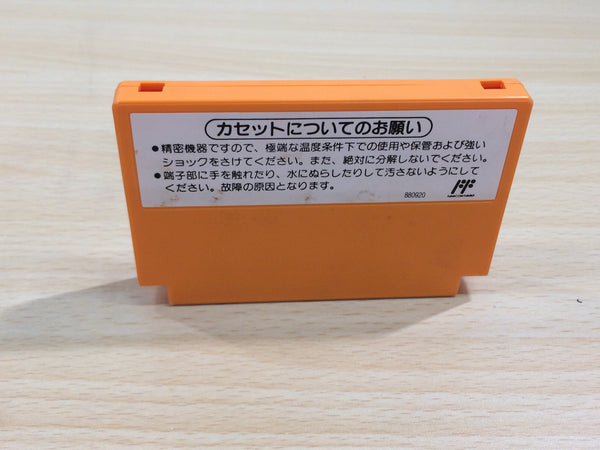 カセットについてのお願い
●精密機器ですので、極端な温度条件下での使用や保管および強い
ショックをさけてください。また、絶対に分解しないでください。
●端子部に手を触れたり、水にぬらしたりして汚さないようにして
ください。故障の原因となります。
880920